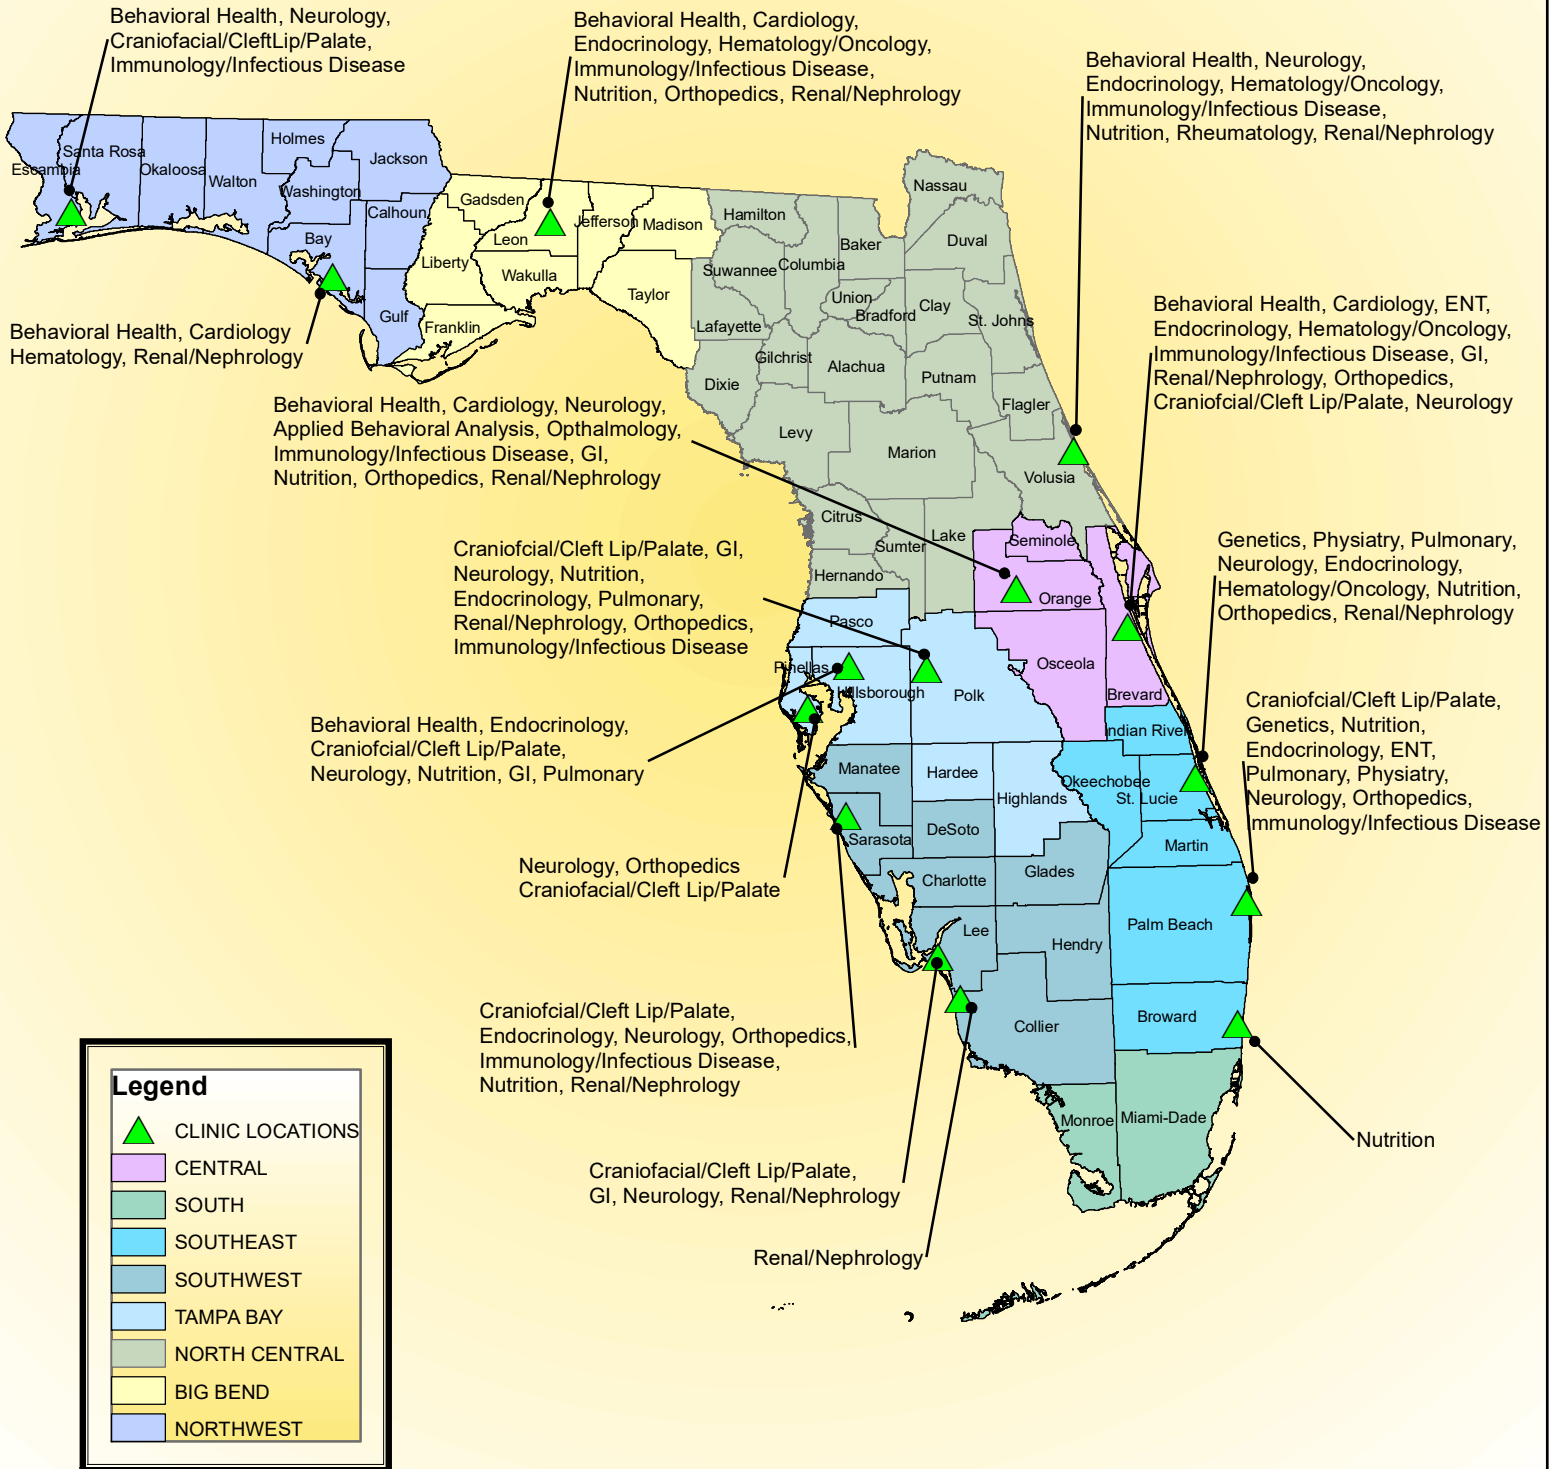 Behavioral Health, Neurology,
Craniofacial/CleftLip/Palate,
Immunology/Infectious Disease
Behavioral Health, Cardiology,
Endocrinology, Hematology/Oncology,
Immunology/Infectious Disease,
Nutrition, Orthopedics, Renal/Nephrology
Behavioral Health, Neurology,
Endocrinology, Hematology/Oncology,
Immunology/Infectious Disease,
Nutrition, Rheumatology, Renal/Nephrology
Escambia
Santa Rosa
Okaloosa
Walton
Holmes
Washington
Jackson
Calhoun
Bay
Gulf
Gadsden
Leon
Liberty
Wakulla
Franklin
Jefferson
Madison
Taylor
Hamilton
Suwannee
Columbia
Lafayette
Dixie
Gilchrist
Baker
Union
Bradford
Nassau
Duval
Clay
St. Johns
Alachua
Putnam
Flagler
Levy
Marion
Volusia
Citrus
Sumter
Lake
Hernando
Behavioral Health, Cardiology
Hematology, Renal/Nephrology
Behavioral Health, Cardiology, ENT,
Endocrinology, Hematology/Oncology,
Immunology/Infectious Disease, GI,
Renal/Nephrology, Orthopedics,
Craniofcial/Cleft Lip/Palate, Neurology
Behavioral Health, Cardiology, Neurology,
Applied Behavioral Analysis, Opthalmology,
Immunology/Infectious Disease, GI,
Nutrition, Orthopedics, Renal/Nephrology
Craniofcial/Cleft Lip/Palate, GI,
Neurology, Nutrition,
Endocrinology, Pulmonary,
Renal/Nephrology, Orthopedics,
Immunology/Infectious Disease
Genetics, Physiatry, Pulmonary,
Neurology, Endocrinology,
Hematology/Oncology, Nutrition,
Orthopedics, Renal/Nephrology
Seminole
Orange
Osceola
Brevard
Pasco
Pinellas
Hillsborough
Polk
Indian River
Behavioral Health, Endocrinology,
Craniofcial/Cleft Lip/Palate,
Neurology, Nutrition, GI, Pulmonary
Craniofcial/Cleft Lip/Palate,
Genetics, Nutrition,
Endocrinology, ENT,
Pulmonary, Physiatry,
Neurology, Orthopedics,
Immunology/Infectious Disease
Manatee
Hardee
Highlands
Okeechobee
St. Lucie
Sarasota
DeSoto
Martin
Charlotte
Glades
Lee
Hendry
Palm Beach
Collier
Broward
Monroe
Miami-Dade
Neurology, Orthopedics
Craniofacial/Cleft Lip/Palate
Craniofcial/Cleft Lip/Palate,
Endocrinology, Neurology, Orthopedics,
Immunology/Infectious Disease,
Nutrition, Renal/Nephrology
Nutrition
Craniofacial/Cleft Lip/Palate,
GI, Neurology, Renal/Nephrology
Renal/Nephrology
Legend
CLINIC LOCATIONS
CENTRAL
SOUTH
SOUTHEAST
SOUTHWEST
TAMPA BAY
NORTH CENTRAL
BIG BEND
NORTHWEST